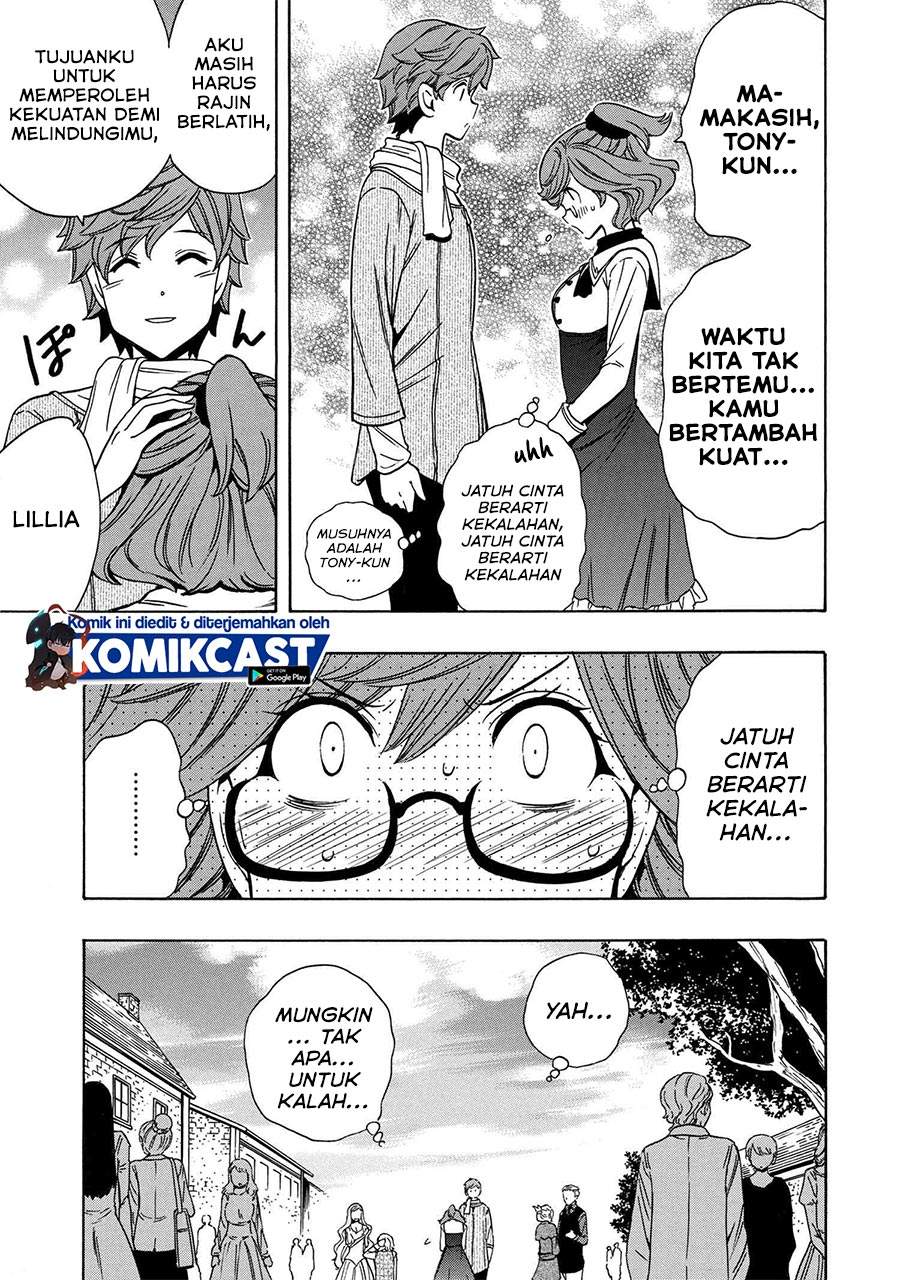 MA-
MAKASIH,
TONY-
KUN...
WAKTU
KITA TAK
BERTEMU...
KAMU
BERTAMBAH
KUAT...
uhh
JATUH CINTA
BERARTI
KEKALAHAN,
JATUH CINTA
BERARTI
KEKALAHAN
MUSUHNYA
ADALAH
TONY-KUN
...
AKU
MASIH
HARUS
RAJIN
BERLATIH,
TUJUANKU
UNTUK
MEMPEROLEH
KEKUATAN DEMI
MELINDUNGIMU,
ぽん
LILLIA
Komik ini diedit & diterjemahkan oleh
KOMIKCAST
GET IT ON
Google Play
JATUH
CINTA
BERARTI
KEKALA-
HAN...
.........
YAH...
MUNGKIN
... TAK
APA...
UNTUK
KALAH...